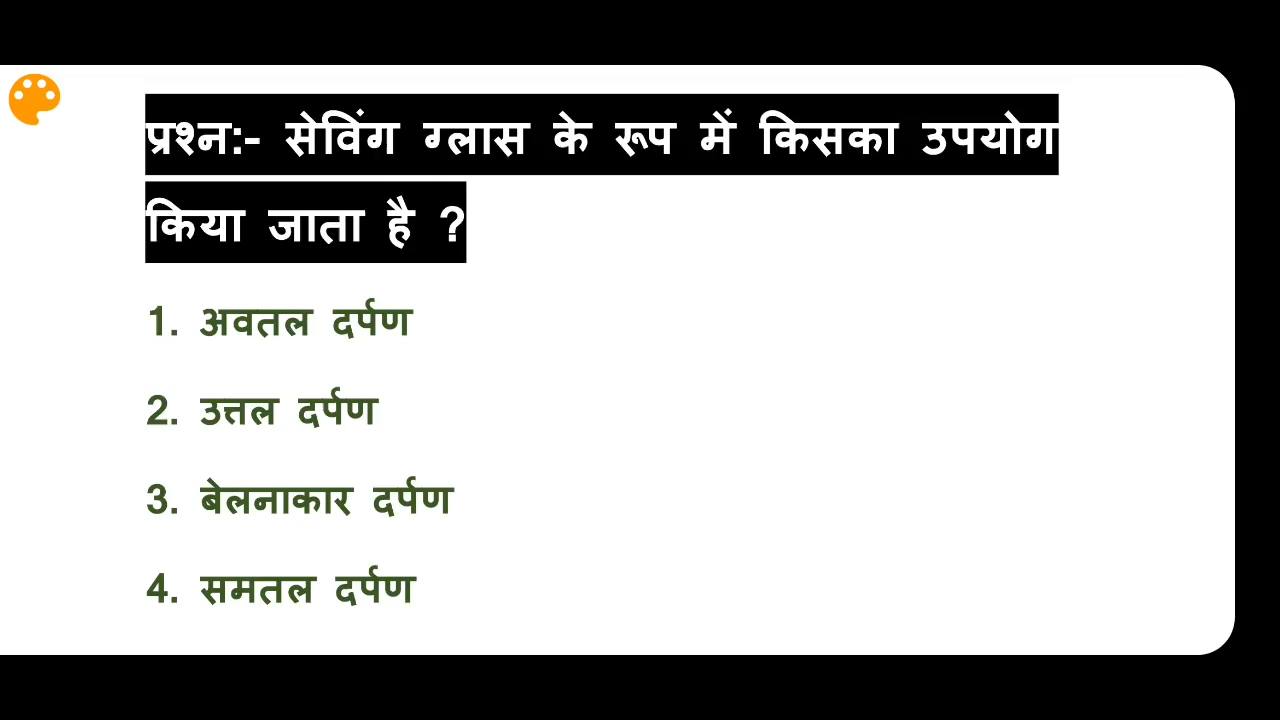 प्रश्न:- सेविंग ग्लास के रूप में किसका उपयोग
किया जाता है ?
1. अवतल दर्पण
2. उत्तल दर्पण
3. बेलनाकार दर्पण
4. समतल दर्पण